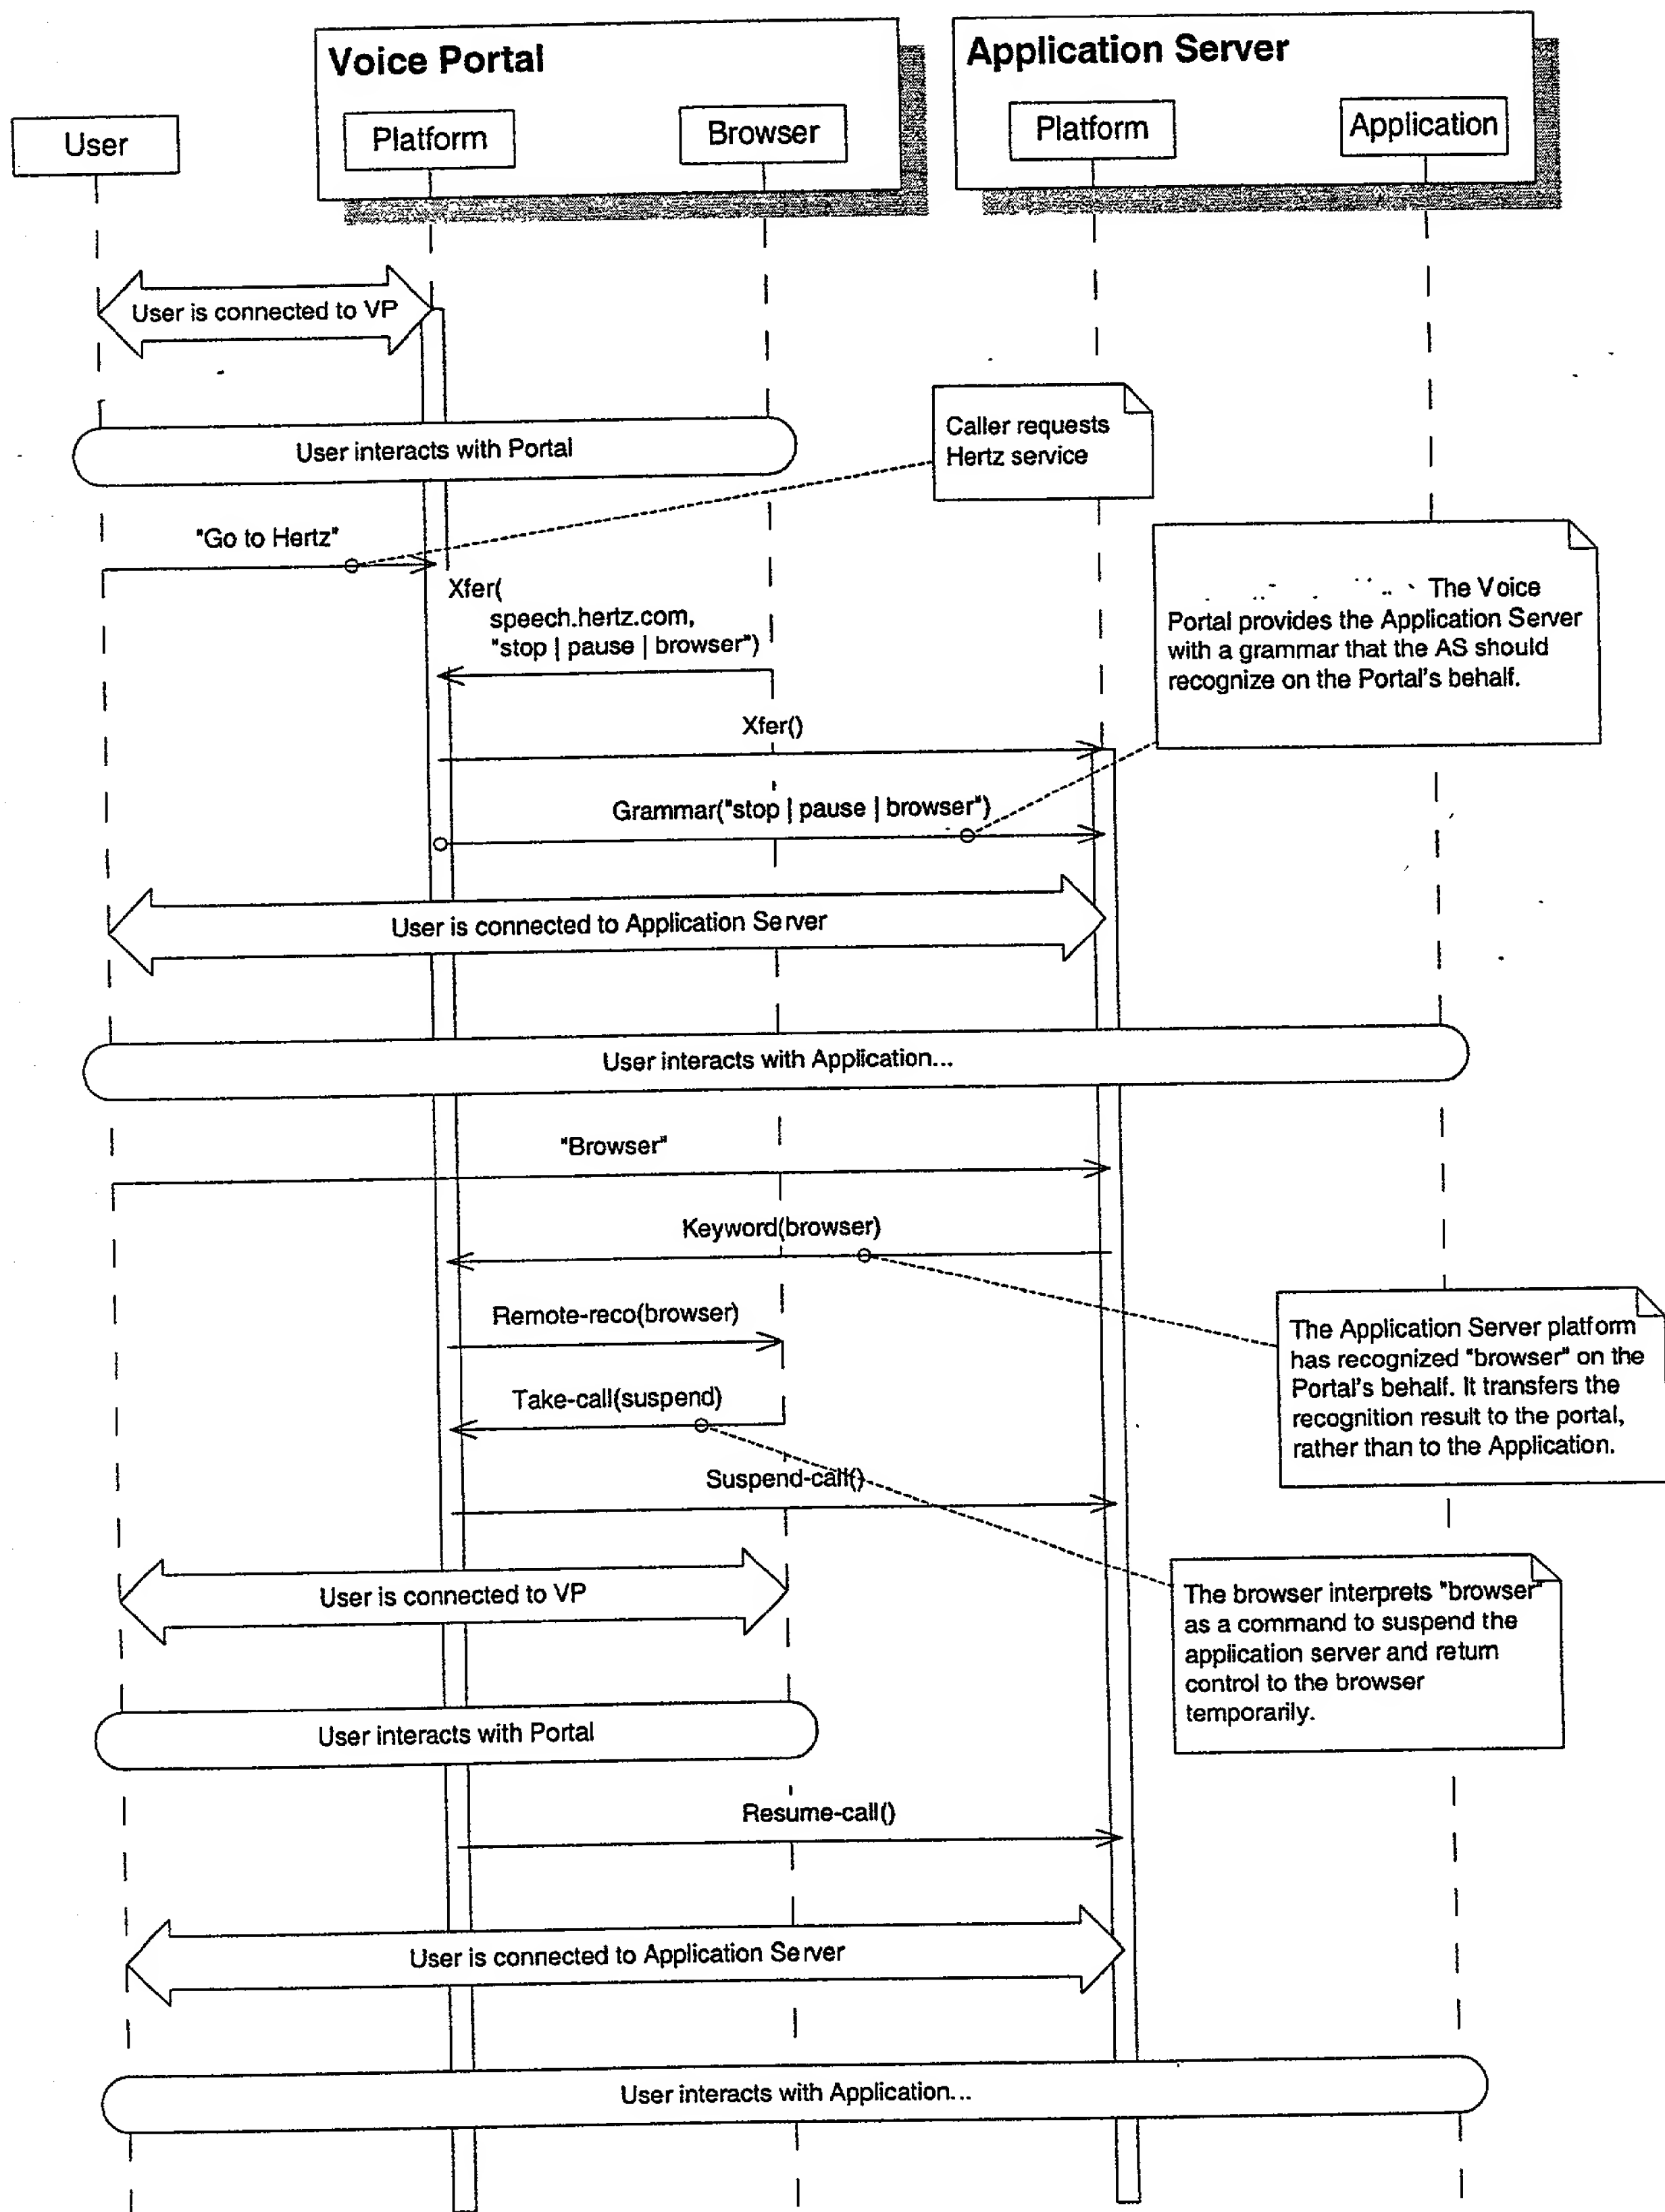 Voice Portal
Application Server
User
Platform
Browser
Platform
Application
User is connected to VP
User interacts with Portal
Caller requests
Hertz service
"Go to Hertz"
Xfer(
speech.hertz.com,
"stop | pause | browser")
The Voice
Portal provides the Application Server
with a grammar that the AS should
recognize on the Portal's behalf.
Xfer()
Grammar("stop | pause | browser")
User is connected to Application Server
User interacts with Application...
"Browser"
Keyword(browser)
Remote-reco(browser)
The Application Server platform
has recognized "browser" on the
Portal's behalf. It transfers the
recognition result to the portal,
rather than to the Application.
Take-call(suspend)
Suspend-call()
User is connected to VP
The browser interprets "browser"
as a command to suspend the
application server and return
control to the browser
temporarily.
User interacts with Portal
Resume-call()
User is connected to Application Server
User interacts with Application...